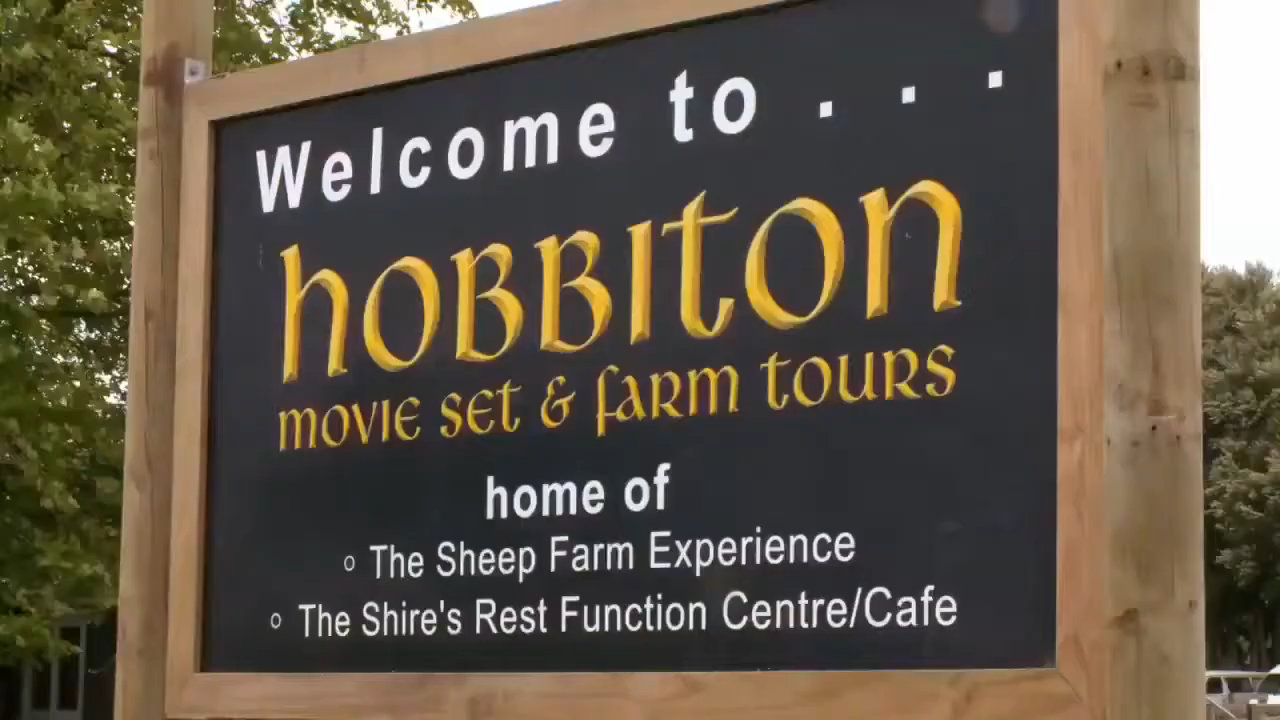 Welcome to . . .
hobbiton
movie set & farm tours
home of
◦ The Sheep Farm Experience
◦ The Shire's Rest Function Centre/Cafe